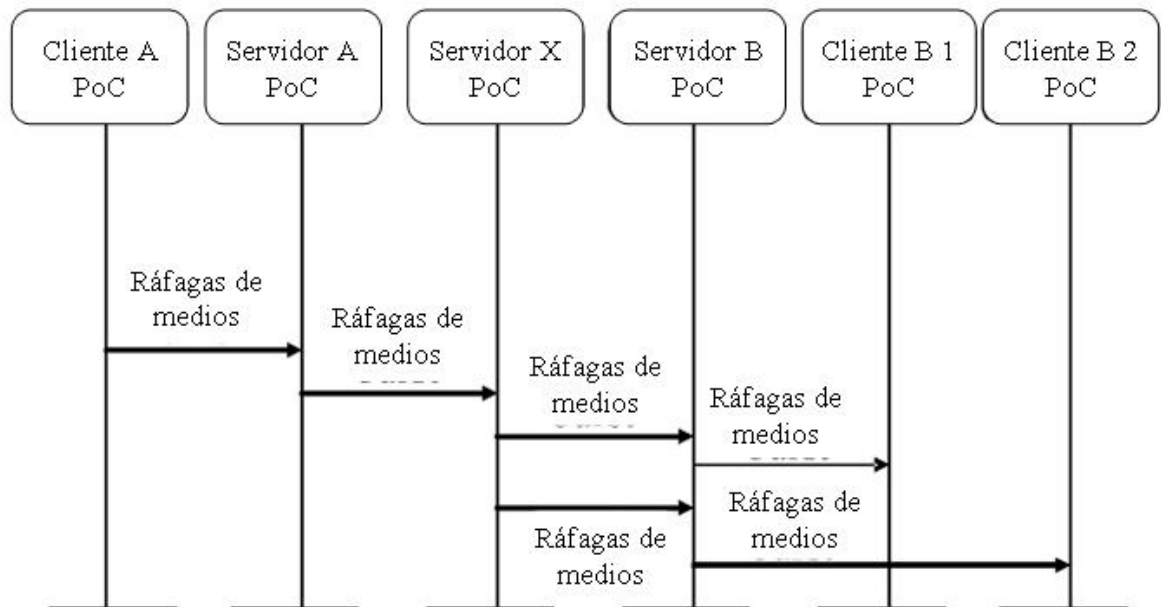 Cliente A
PoC
Servidor A
PoC
Servidor X
PoC
Servidor B
PoC
Cliente B 1
PoC
Cliente B 2
PoC
Ráfagas de
medios
Ráfagas de
medios
Ráfagas de
medios
Ráfagas de
medios
Ráfagas de
medios
Ráfagas de
medios